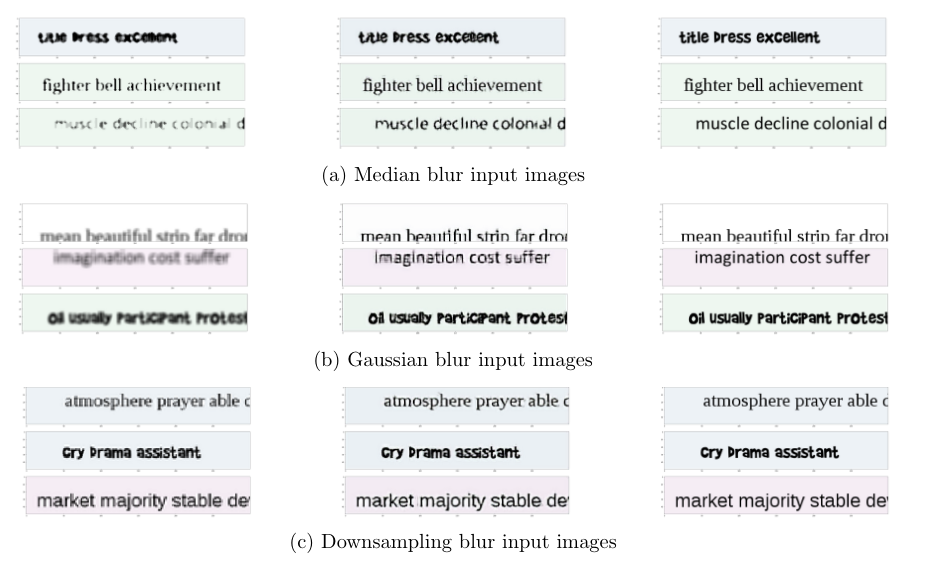 title press excellent title press excellent title press excellent
fighter bell achievement fighter bell achievement fighter bell achievement
muscle decline colonial d muscle decline colonial d muscle decline colonial d
(a) Median blur input images
mean beautiful strip far dro mean beautiful strip far dro mean beautiful strip far dro
imagination cost suffer imagination cost suffer imagination cost suffer
oil usually participant protest oil usually participant protest oil usually participant protest
(b) Gaussian blur input images
atmosphere prayer able c atmosphere prayer able c atmosphere prayer able c
cry drama assistant cry drama assistant cry drama assistant
market majority stable de market majority stable de market majority stable de
(c) Downsampling blur input images